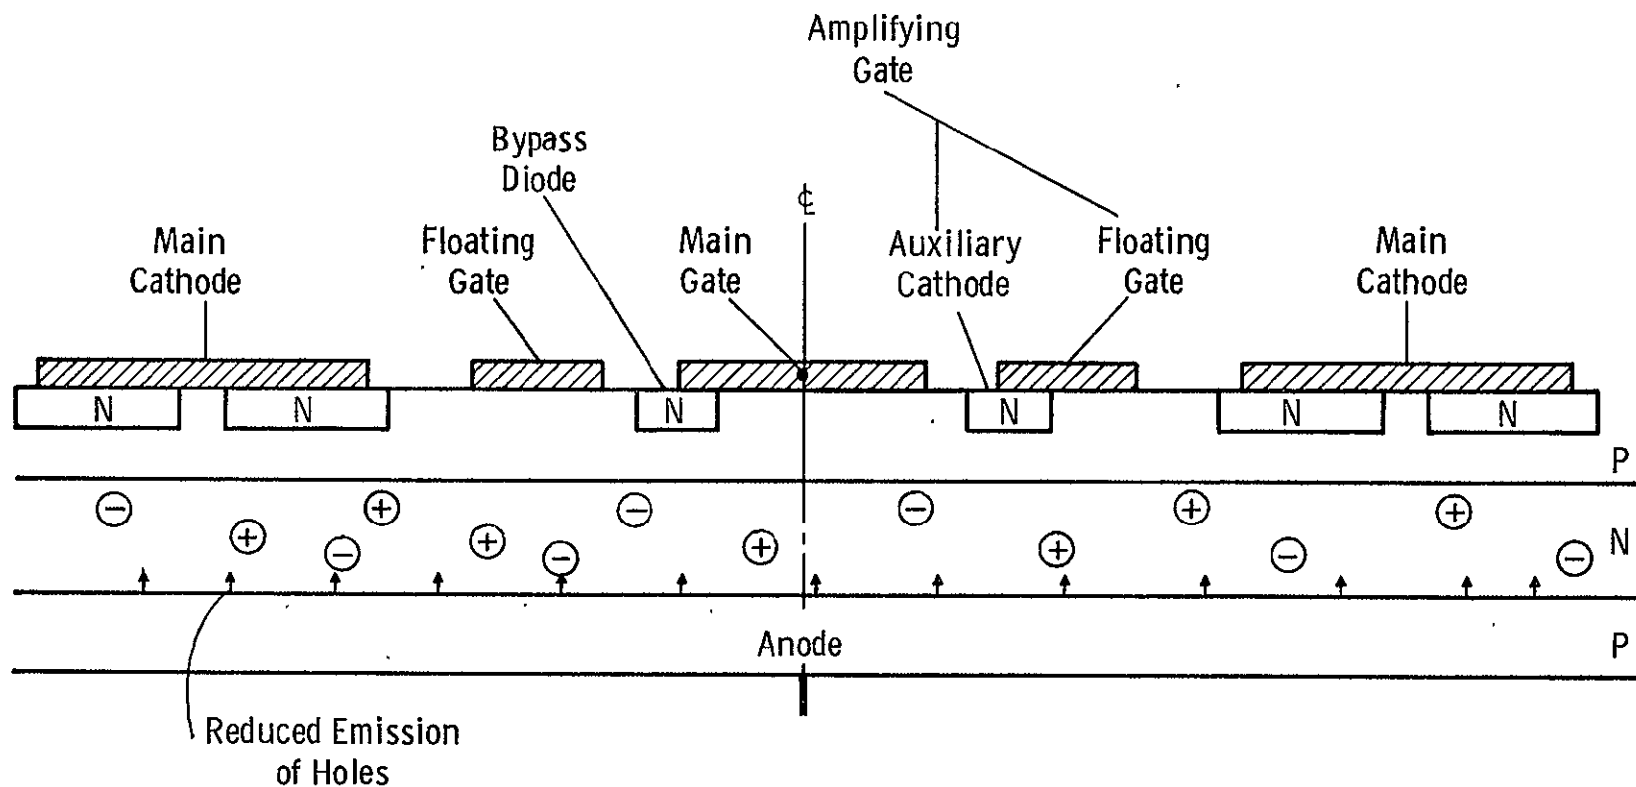 Amplifying
Gate
Bypass
Diode
℄
Main
Cathode
Floating
Gate
Main
Gate
Auxiliary
Cathode
Floating
Gate
Main
Cathode
N
N
N
N
N
N
P
− + + − + − − + − + + − + −
N
Anode
P
Reduced Emission
of Holes